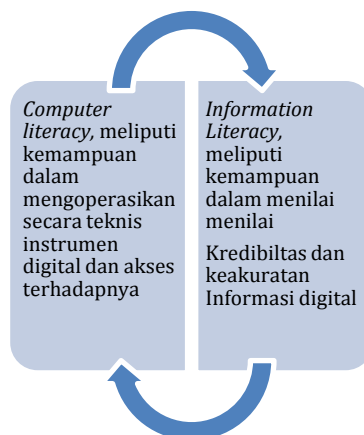 Computer
literacy, meliputi
kemampuan
dalam
mengoperasikan
secara teknis
instrumen
digital dan akses
terhadapnya
Information
Literacy,
meliputi
kemampuan
dalam menilai
menilai
Kredibiltas dan
keakuratan
Informasi digital